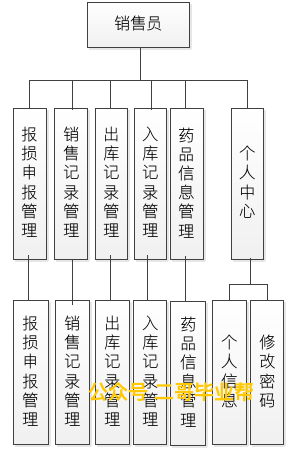 销售员
报损申报管理
销售记录管理
出库记录管理
入库记录管理
药品信息管理
个人中心
报损申报管理
销售记录管理
出库记录管理
入库记录管理
药品信息管理
个人信息
修改密码
公众号 二哥毕业帮